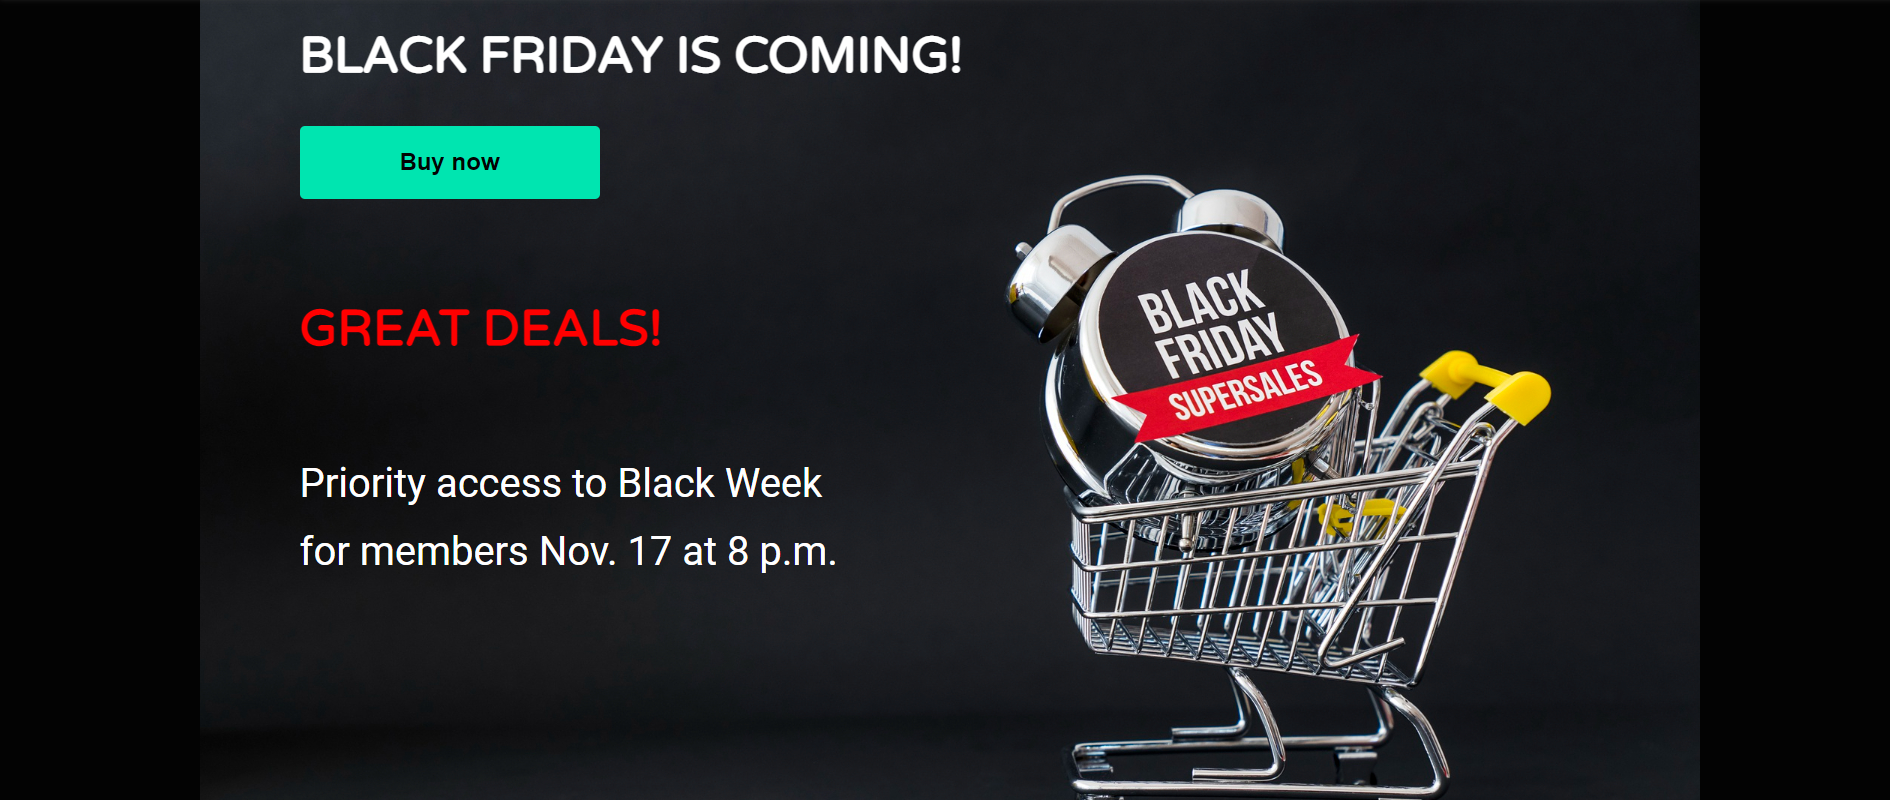 BLACK FRIDAY IS COMING!
Buy now
GREAT DEALS!
Priority access to Black Week
for members Nov. 17 at 8 p.m.
BLACK
FRIDAY
SUPERSALES